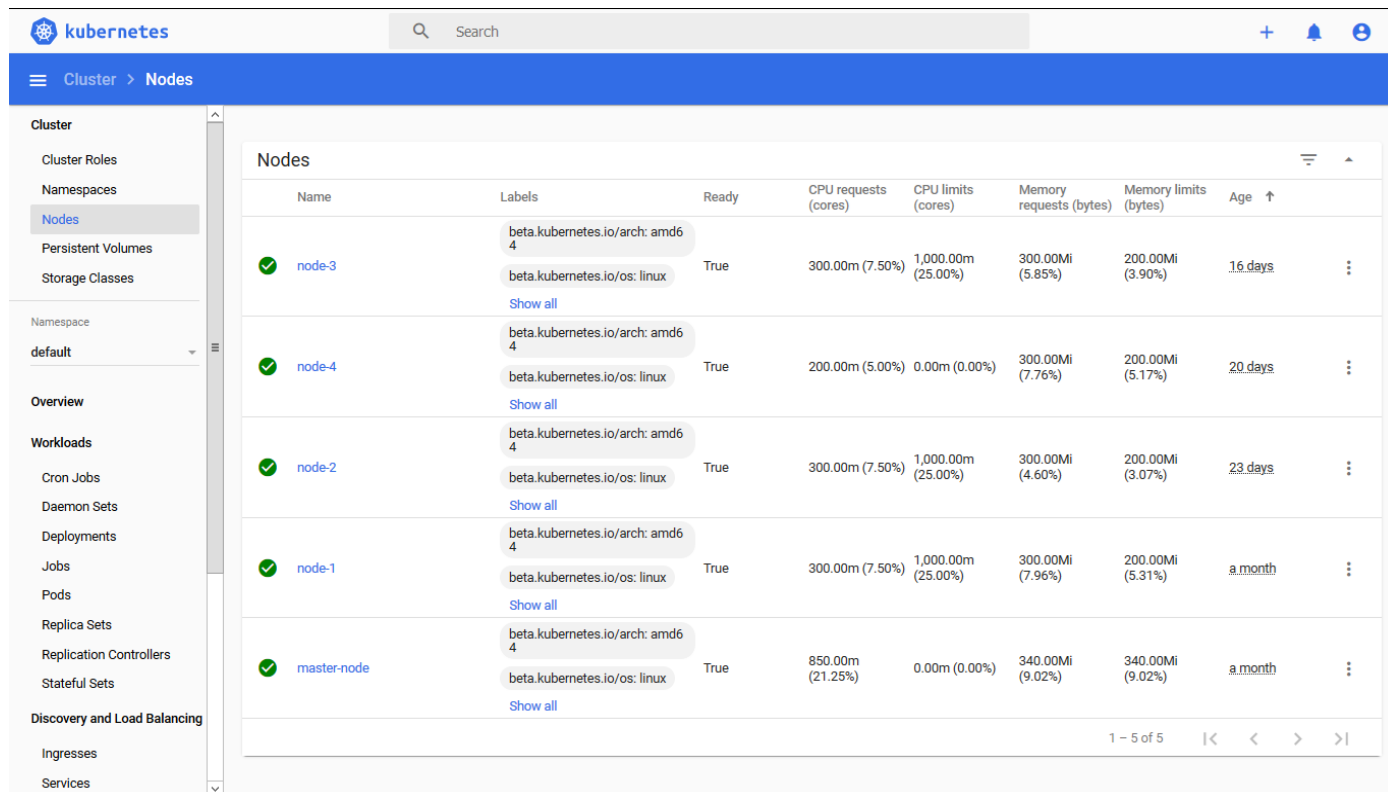 kubernetes
Search
Cluster > Nodes
Cluster
Cluster Roles
Namespaces
Nodes
Persistent Volumes
Storage Classes
Namespace
default
Overview
Workloads
Cron Jobs
Daemon Sets
Deployments
Jobs
Pods
Replica Sets
Replication Controllers
Stateful Sets
Discovery and Load Balancing
Ingresses
Services
Nodes
Name Labels Ready CPU requests (cores) CPU limits (cores) Memory requests (bytes) Memory limits (bytes) Age
node-3
beta.kubernetes.io/arch: amd6
4
beta.kubernetes.io/os: linux
Show all
True
300.00m (7.50%)
1,000.00m
(25.00%)
300.00Mi
(5.85%)
200.00Mi
(3.90%)
16 days
node-4
beta.kubernetes.io/arch: amd6
4
beta.kubernetes.io/os: linux
Show all
True
200.00m (5.00%)
0.00m (0.00%)
300.00Mi
(7.76%)
200.00Mi
(5.17%)
20 days
node-2
beta.kubernetes.io/arch: amd6
4
beta.kubernetes.io/os: linux
Show all
True
300.00m (7.50%)
1,000.00m
(25.00%)
300.00Mi
(4.60%)
200.00Mi
(3.07%)
23 days
node-1
beta.kubernetes.io/arch: amd6
4
beta.kubernetes.io/os: linux
Show all
True
300.00m (7.50%)
1,000.00m
(25.00%)
300.00Mi
(7.96%)
200.00Mi
(5.31%)
a month
master-node
beta.kubernetes.io/arch: amd6
4
beta.kubernetes.io/os: linux
Show all
True
850.00m
(21.25%)
0.00m (0.00%)
340.00Mi
(9.02%)
340.00Mi
(9.02%)
a month
1 – 5 of 5